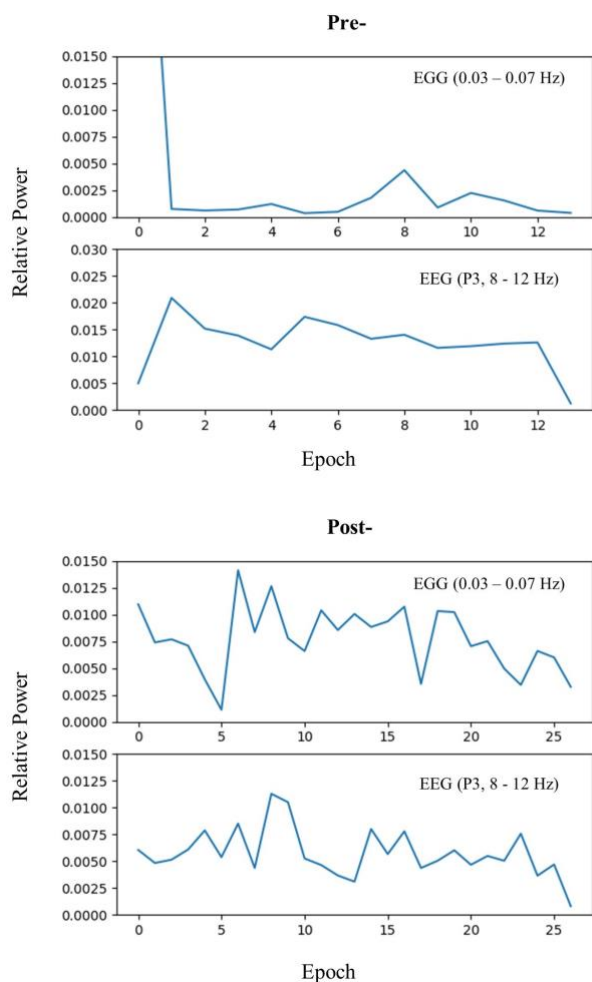 Pre-
0.0150
EGG (0.03 – 0.07 Hz)
0.0125
0.0100
0.0075
0.0050
0.0025
0.0000
0 2 4 6 8 10 12
Relative Power
0.030
EEG (P3, 8 - 12 Hz)
0.025
0.020
0.015
0.010
0.005
0.000
0 2 4 6 8 10 12
Epoch
Post-
0.0150
EGG (0.03 – 0.07 Hz)
0.0125
0.0100
0.0075
0.0050
0.0025
0.0000
0 5 10 15 20 25
Relative Power
0.0150
EEG (P3, 8 - 12 Hz)
0.0125
0.0100
0.0075
0.0050
0.0025
0.0000
0 5 10 15 20 25
Epoch